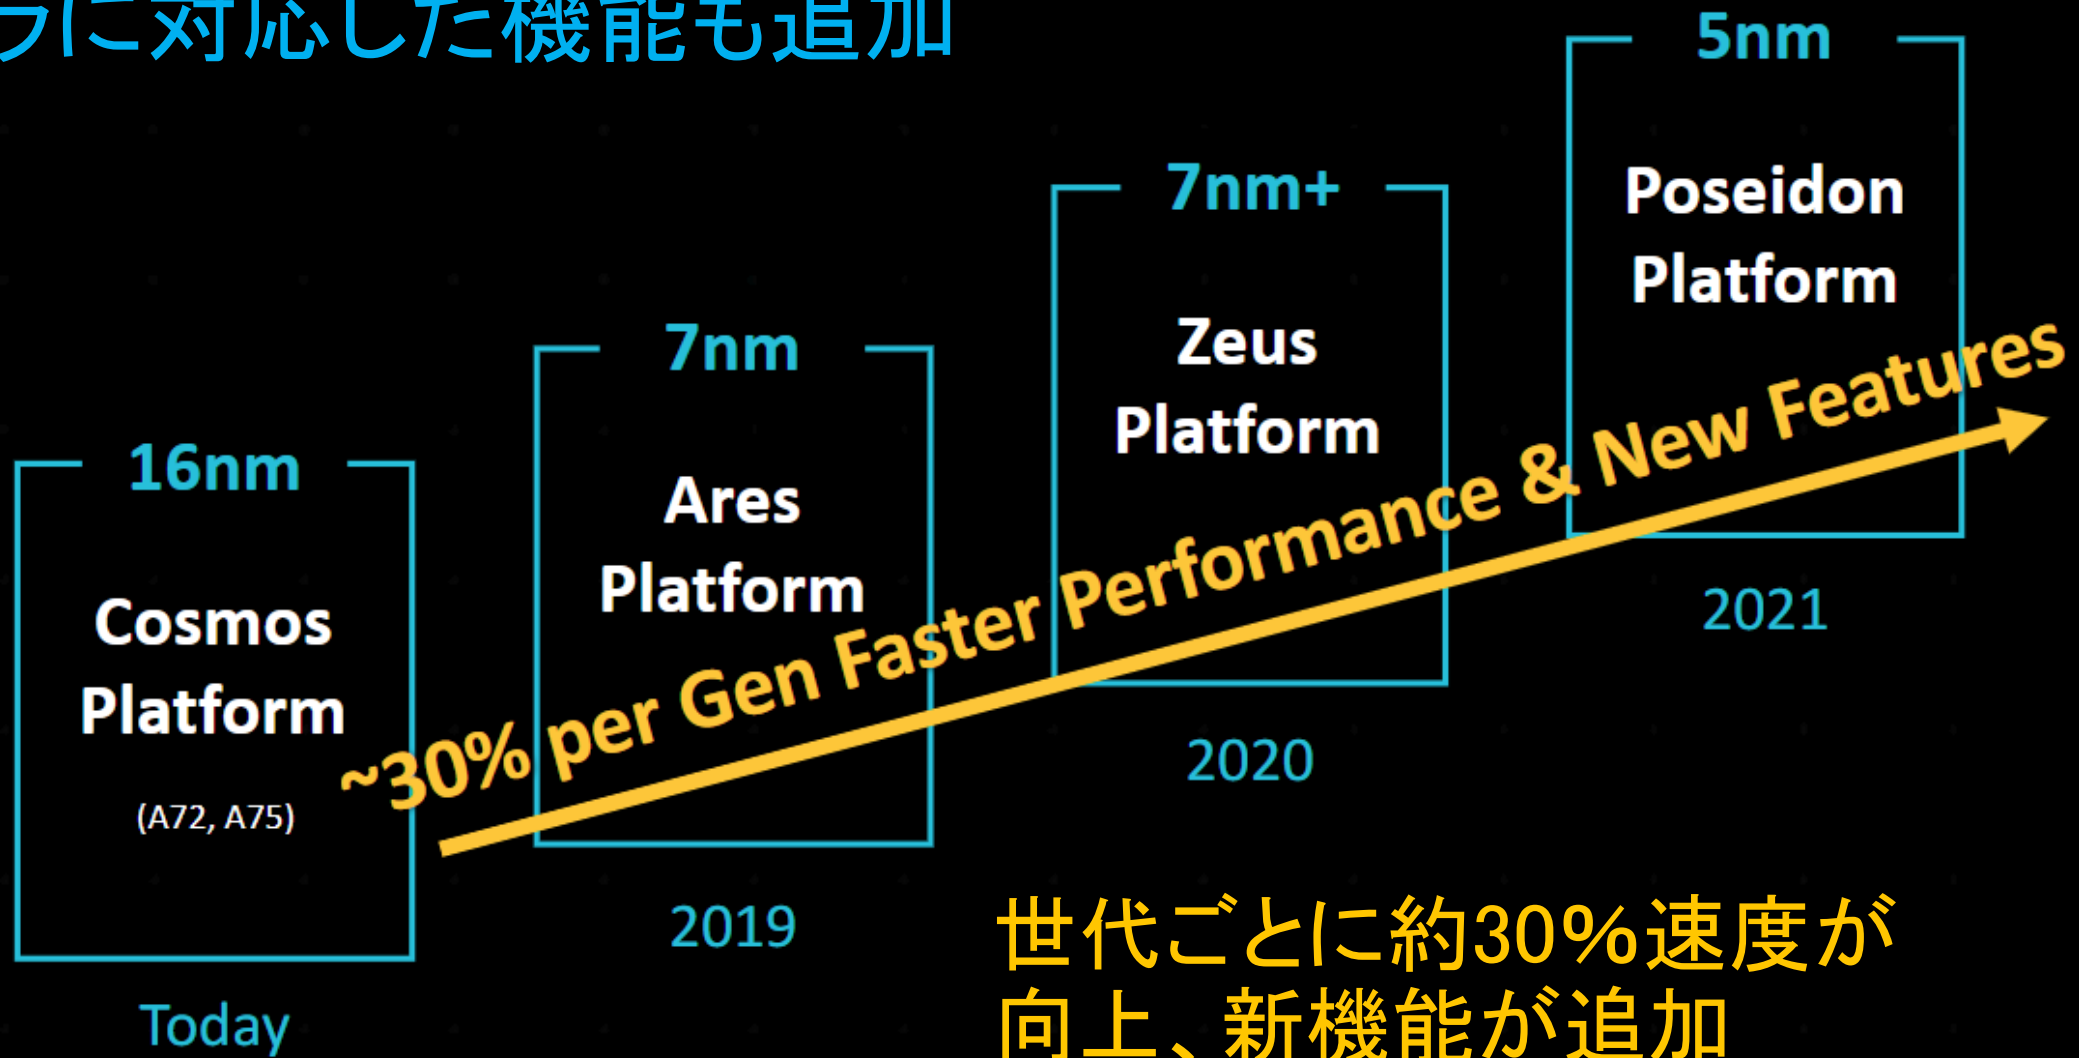 ラに対応した機能も追加
5nm
Poseidon
Platform
2021
7nm+
Zeus
Platform
2020
7nm
Ares
Platform
2019
16nm
Cosmos
Platform
(A72, A75)
Today
~30% per Gen Faster Performance & New Features
世代ごとに約30%速度が
向上、新機能が追加